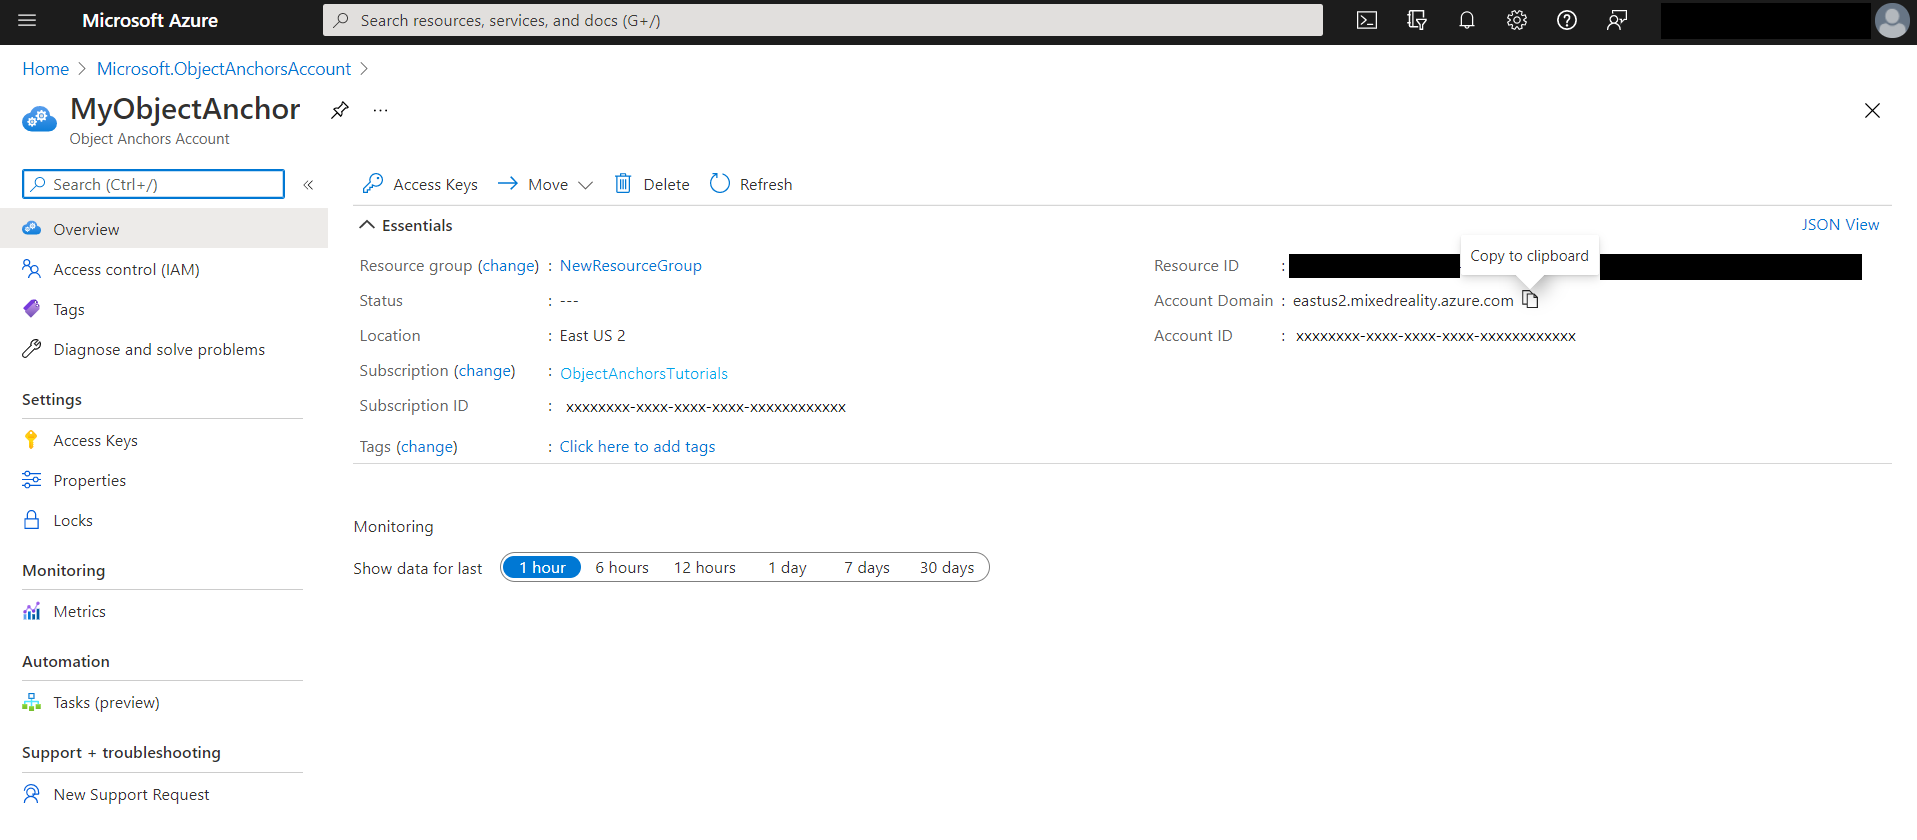 Microsoft Azure
Search resources, services, and docs (G+/)
Home > Microsoft.ObjectAnchorsAccount >
MyObjectAnchor
Object Anchors Account
Search (Ctrl+/)
Overview
Access control (IAM)
Tags
Diagnose and solve problems
Settings
Access Keys
Properties
Locks
Monitoring
Metrics
Automation
Tasks (preview)
Support + troubleshooting
New Support Request
Access Keys Move Delete Refresh
Essentials
JSON View
Resource group (change) : NewResourceGroup
Status : ---
Location : East US 2
Subscription (change) : ObjectAnchorsTutorials
Subscription ID : xxxxxxxx-xxxx-xxxx-xxxx-xxxxxxxxxxxx
Tags (change) : Click here to add tags
Copy to clipboard
Resource ID :
Account Domain : eastus2.mixedreality.azure.com
Account ID : xxxxxxxx-xxxx-xxxx-xxxx-xxxxxxxxxxxx
Monitoring
Show data for last 1 hour 6 hours 12 hours 1 day 7 days 30 days